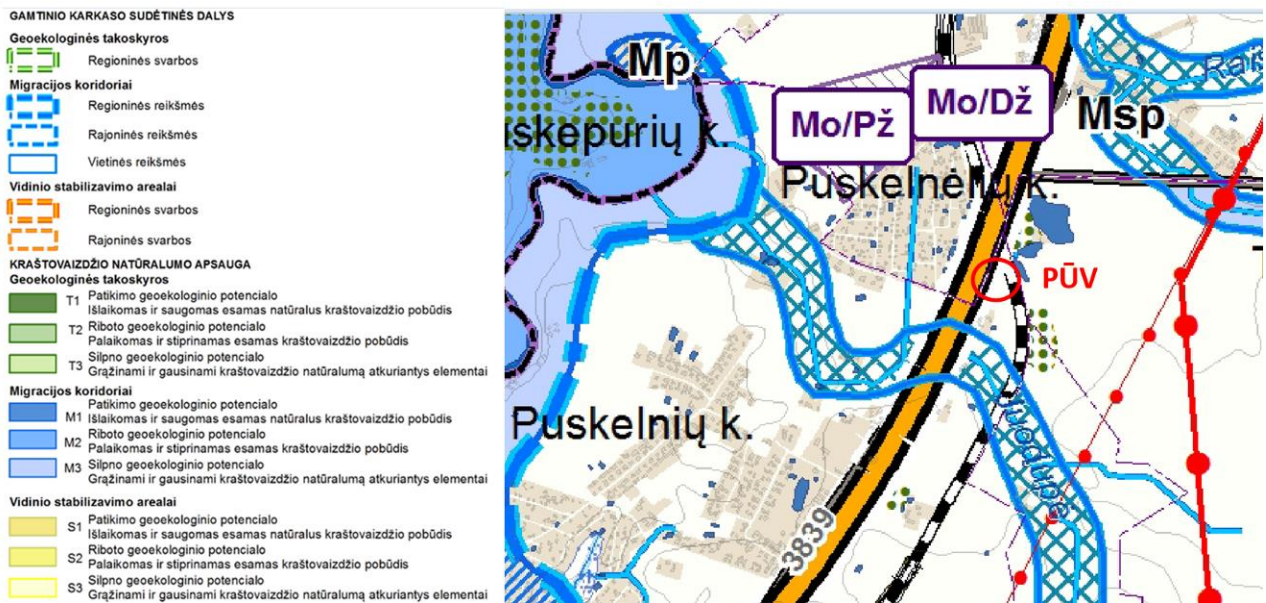 GAMTINIO KARKASO SUDĖTINĖS DALYS
Geoekologinės takoskyros
Regioninės svarbos
Migracijos koridoriai
Regioninės reikšmės
Rajoninės reikšmės
Vietinės reikšmės
Vidinio stabilizavimo arealai
Regioninės svarbos
Rajoninės svarbos
KRAŠTOVAIZDŽIO NATŪRALUMO APSAUGA
Geoekologinės takoskyros
T1 Patikimo geoekologinio potencialo
Išlaikomas ir saugomas esamas natūralus kraštovaizdžio pobūdis
T2 Riboto geoekologinio potencialo
Palaikomas ir stiprinamas esamas kraštovaizdžio pobūdis
T3 Silpno geoekologinio potencialo
Grąžinami ir gausinami kraštovaizdžio natūralumą atkuriantys elementai
Migracijos koridoriai
M1 Patikimo geoekologinio potencialo
Išlaikomas ir saugomas esamas natūralus kraštovaizdžio pobūdis
M2 Riboto geoekologinio potencialo
Palaikomas ir stiprinamas esamas kraštovaizdžio pobūdis
M3 Silpno geoekologinio potencialo
Grąžinami ir gausinami kraštovaizdžio natūralumą atkuriantys elementai
Vidinio stabilizavimo arealai
S1 Patikimo geoekologinio potencialo
Išlaikomas ir saugomas esamas natūralus kraštovaizdžio pobūdis
S2 Riboto geoekologinio potencialo
Palaikomas ir stiprinamas esamas kraštovaizdžio pobūdis
S3 Silpno geoekologinio potencialo
Grąžinami ir gausinami kraštovaizdžio natūralumą atkuriantys elementai
Mp
Mo/Pž
Mo/Dž
Msp
Rais
uskepurių k.
Puskelnėlių k.
PŪV
Puskelnių k.
3839